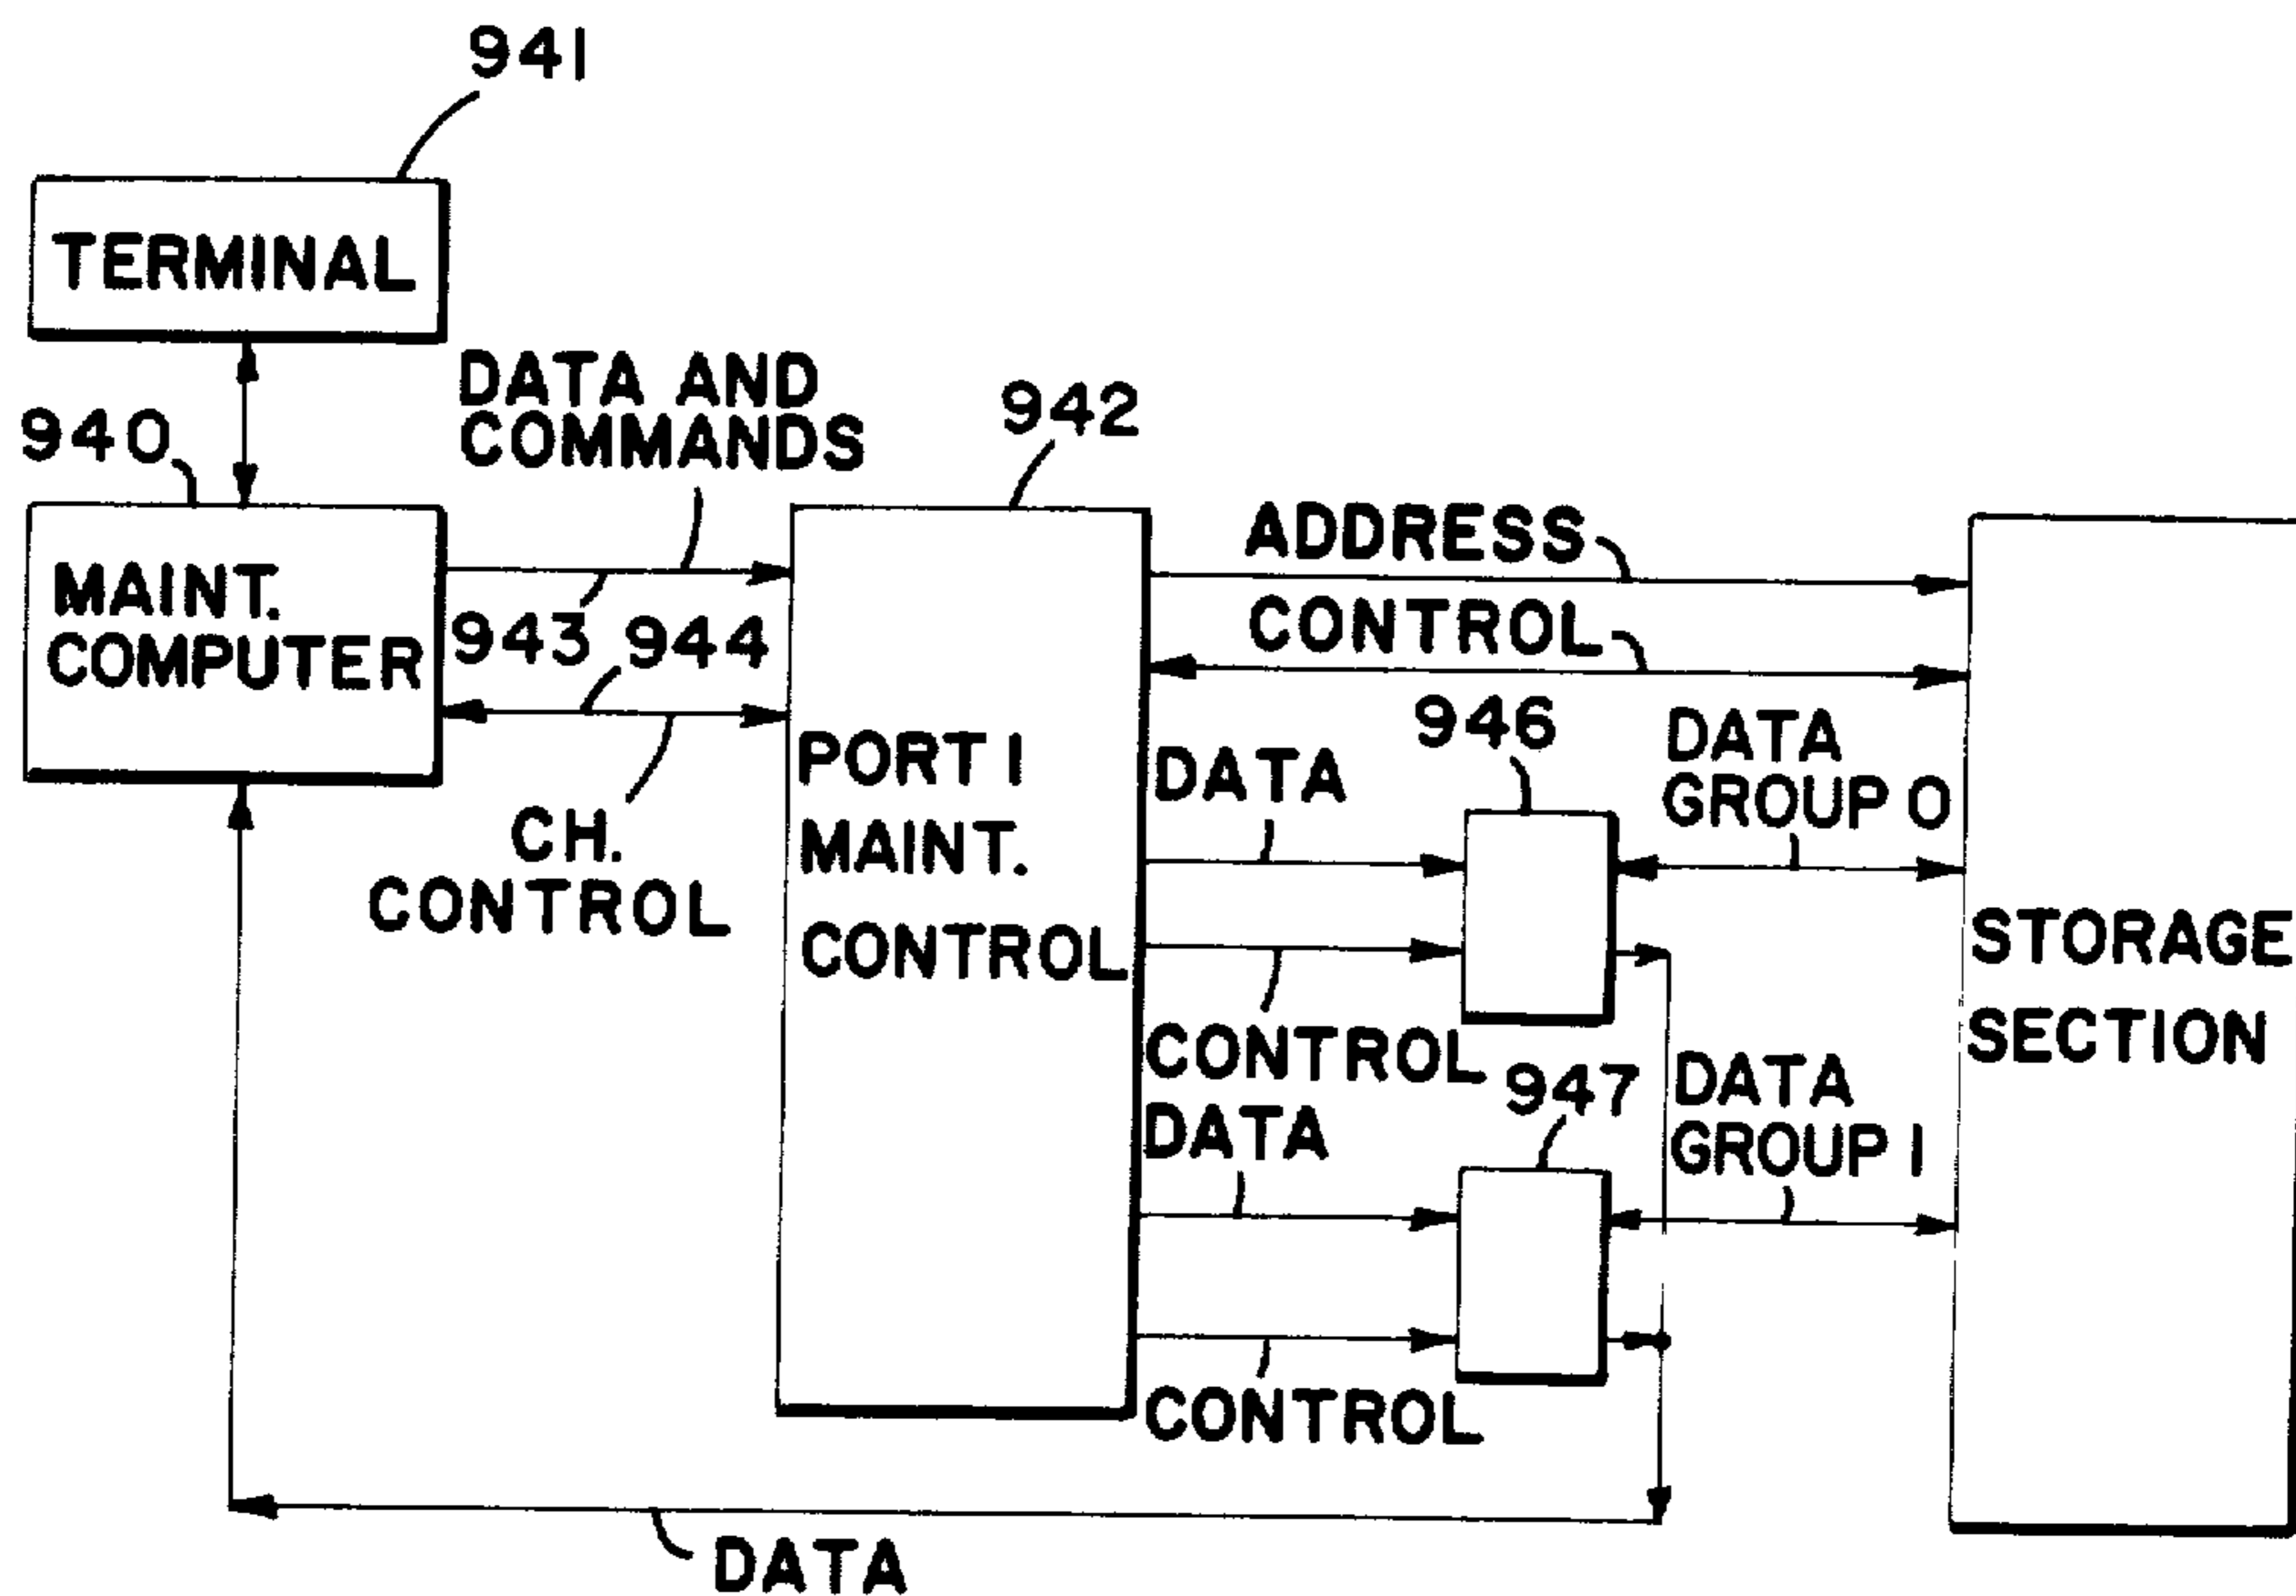 941
TERMINAL
940
DATA AND
COMMANDS
942
MAINT.
COMPUTER
943
944
CH.
CONTROL
PORT 1
MAINT.
CONTROL
ADDRESS
CONTROL
946
DATA
DATA
GROUP 0
CONTROL
947
DATA
DATA
GROUP 1
CONTROL
STORAGE
SECTION
DATA